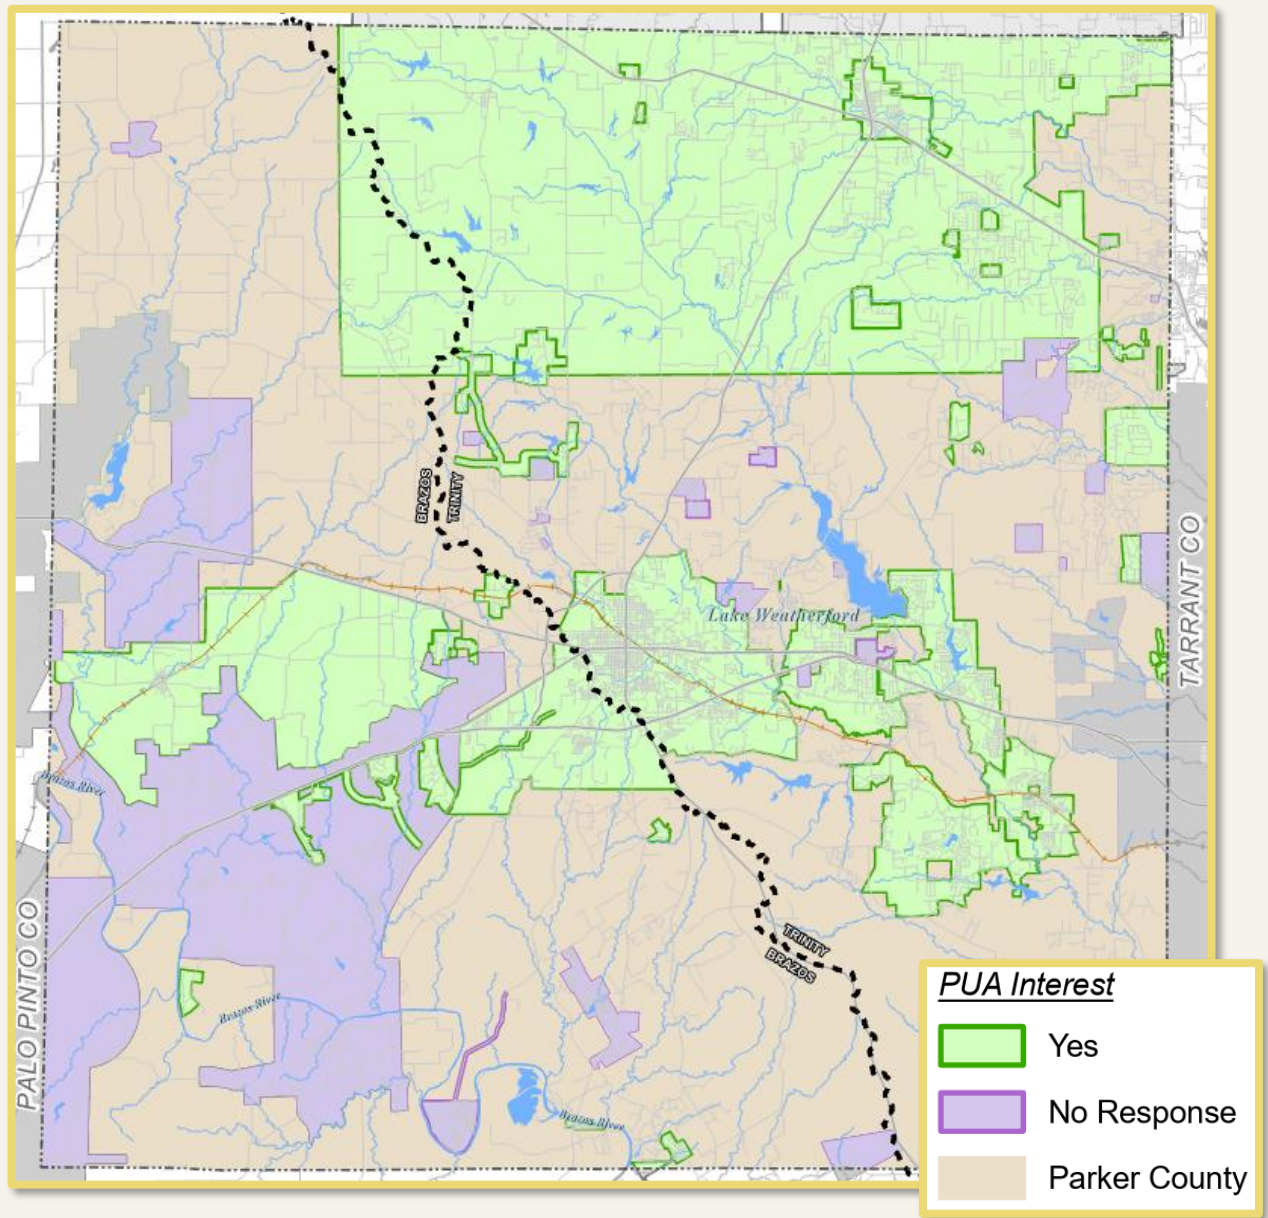 BRAZOS
TRINITY
Lake Weatherford
TARRANT CO
Brazos River
PALO PINTO CO
TRINITY
BRAZOS
Brazos River
Brazos River
PUA Interest
Yes
No Response
Parker County